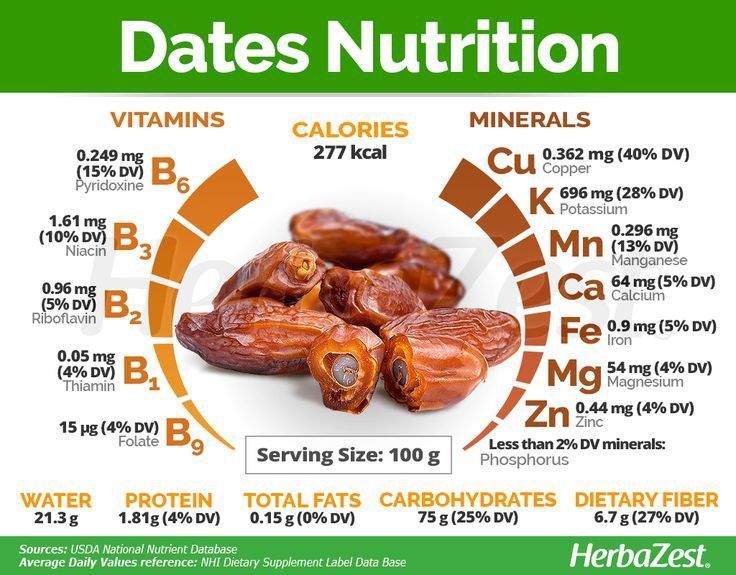 Dates Nutrition
VITAMINS
0.249 mg
(15% DV)
Pyridoxine
B6
1.61 mg
(10% DV)
Niacin
B3
0.96 mg
(5% DV)
Riboflavin
B2
0.05 mg
(4% DV)
Thiamin
B1
15 µg (4% DV)
Folate
B9
CALORIES
277 kcal
MINERALS
Cu
0.362 mg (40% DV)
Copper
K
696 mg (28% DV)
Potassium
Mn
0.296 mg
(13% DV)
Manganese
Ca
64 mg (5% DV)
Calcium
Fe
0.9 mg (5% DV)
Iron
Mg
54 mg (4% DV)
Magnesium
Zn
0.44 mg (4% DV)
Zinc
Less than 2% DV minerals:
Phosphorus
HerbaZest®
Serving Size: 100 g
WATER
21.3 g
PROTEIN
1.81g (4% DV)
TOTAL FATS
0.15 g (0% DV)
CARBOHYDRATES
75 g (25% DV)
DIETARY FIBER
6.7 g (27% DV)
Sources: USDA National Nutrient Database
Average Daily Values reference: NHI Dietary Supplement Label Data Base
HerbaZest®